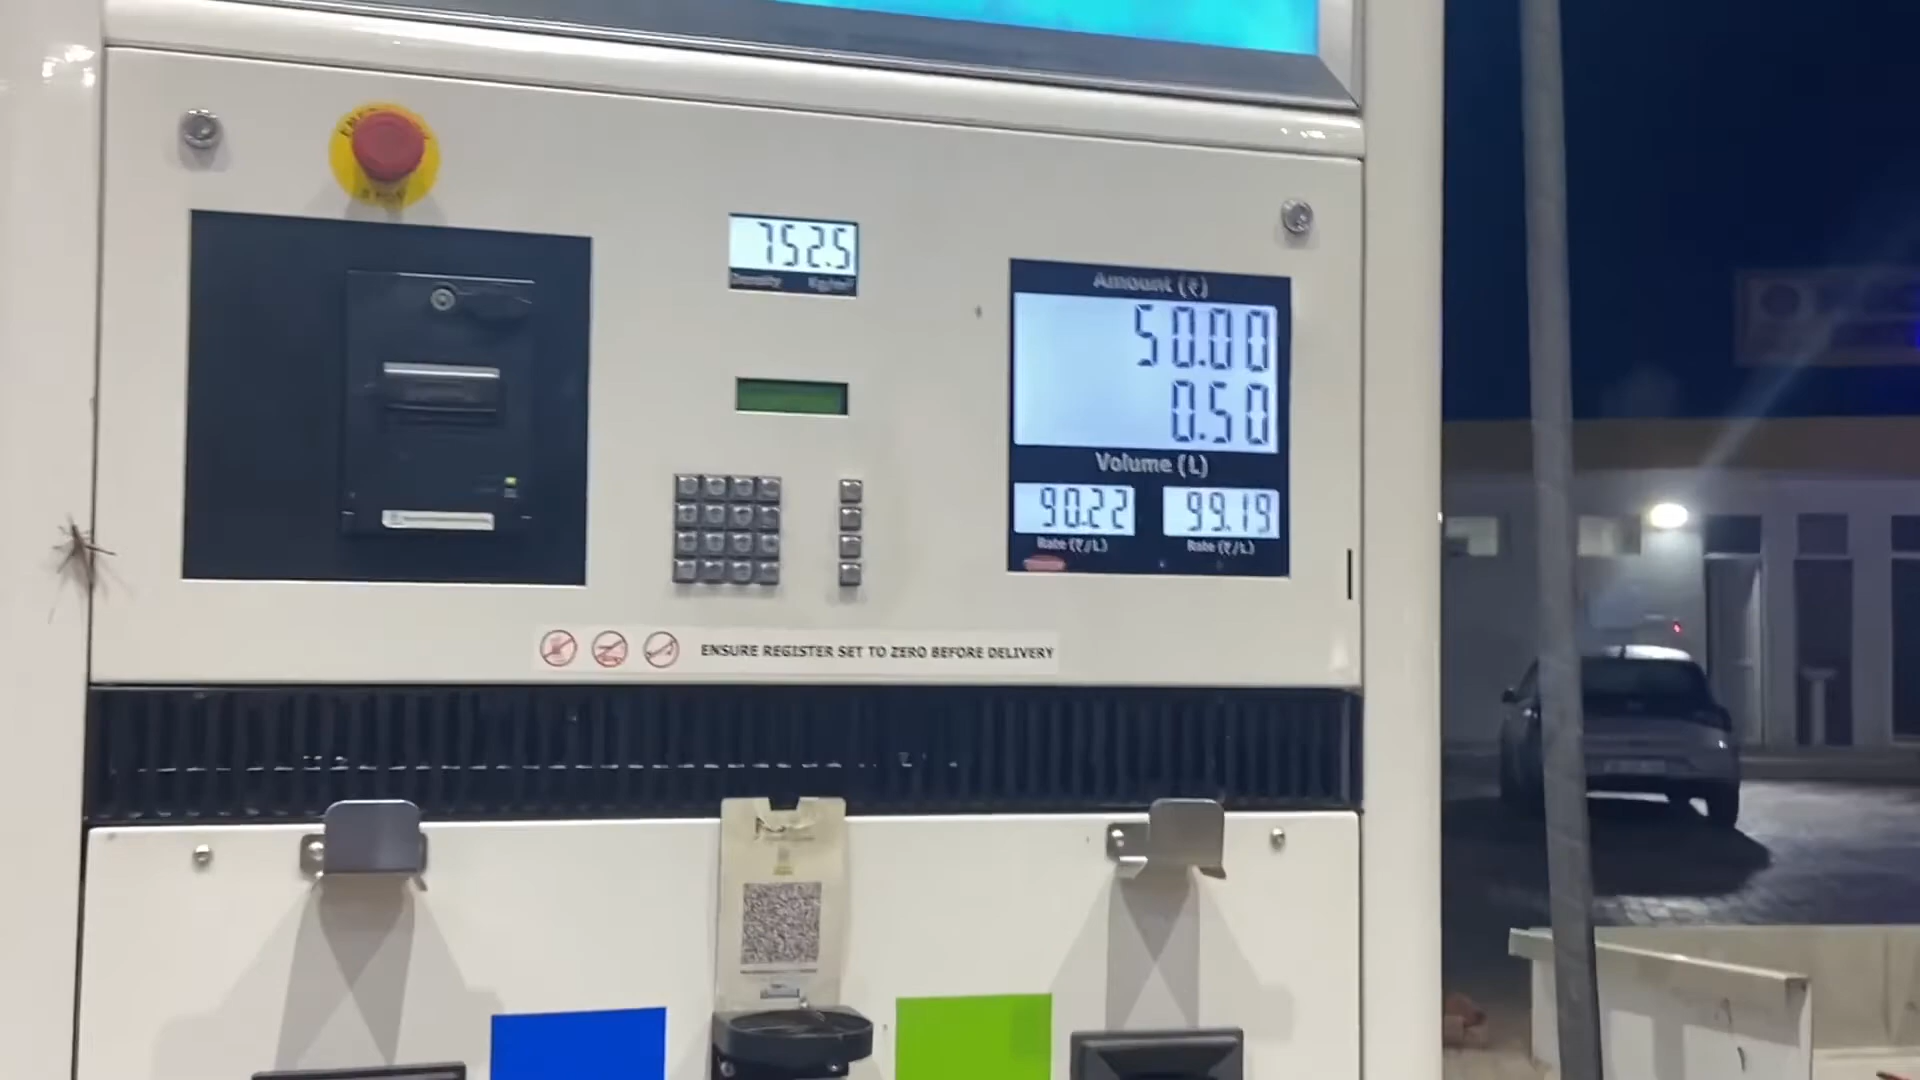 752.5
Density Kg/m³
Amount (₹)
50.00
0.50
Volume (L)
90.22 99.19
Rate (₹/L) Rate (₹/L)
ENSURE REGISTER SET TO ZERO BEFORE DELIVERY